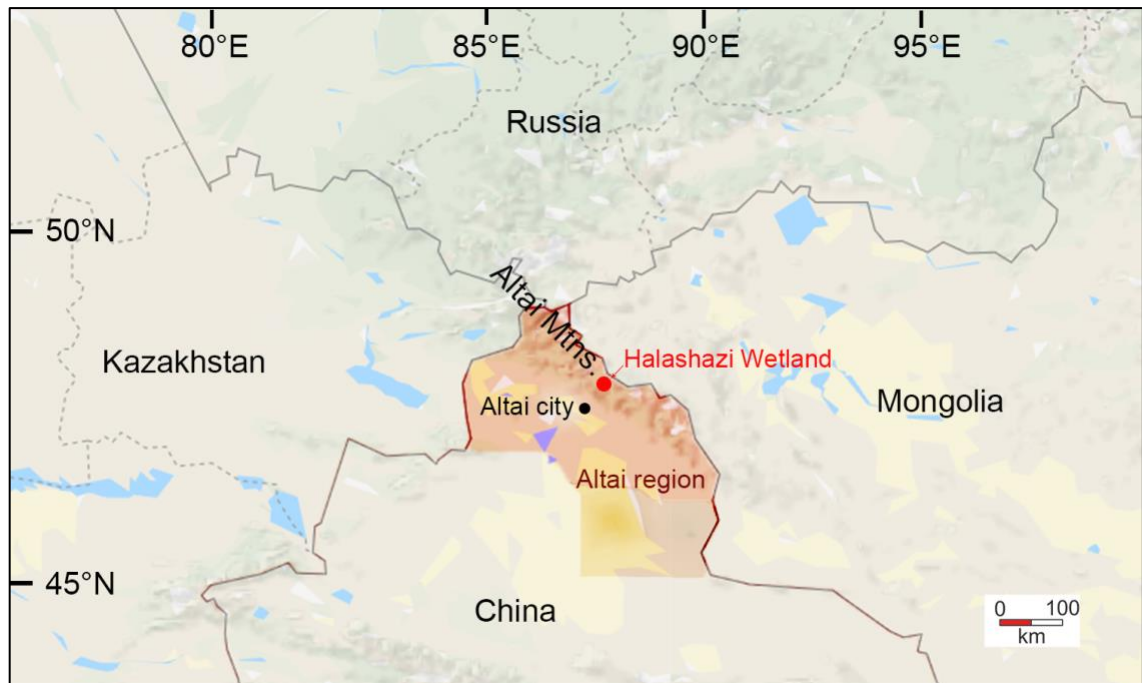 80°E
85°E
90°E
95°E
Russia
50°N
Altai Mths.
Kazakhstan
Halashazi Wetland
Altai city
Mongolia
Altai region
45°N
China
0 100
km